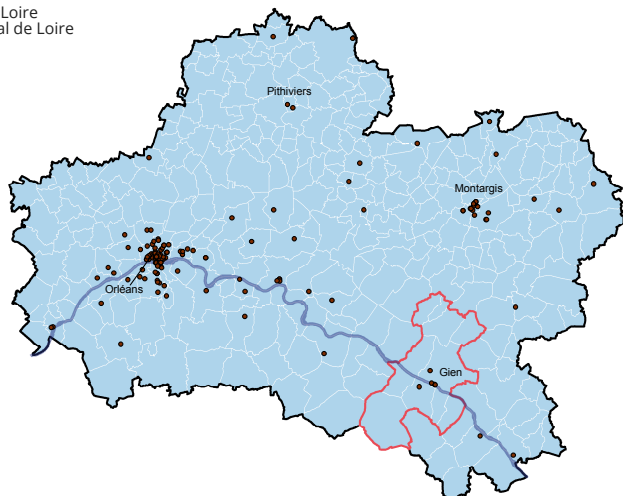 Loire
al de Loire
Pithiviers
Montargis
Orléans
Gien